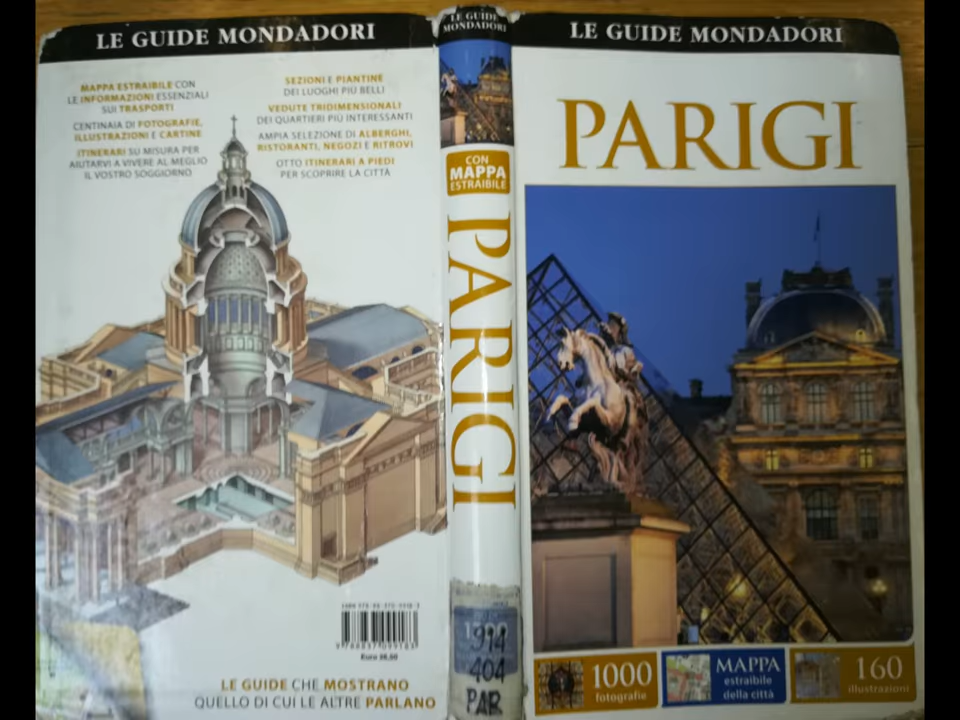 LE GUIDE MONDADORI
MAPPA ESTRAIBILE CON
LE INFORMAZIONI ESSENZIALI
SUI TRASPORTI
CENTINAIA DI FOTOGRAFIE,
ILLUSTRAZIONI E CARTINE
ITINERARI SU MISURA PER
AIUTARVI A VIVERE AL MEGLIO
IL VOSTRO SOGGIORNO
SEZIONI E PIANTINE
DEI LUOGHI PIÙ BELLI
VEDUTE TRIDIMENSIONALI
DEI QUARTIERI PIÙ INTERESSANTI
AMPIA SELEZIONE DI ALBERGHI,
RISTORANTI, NEGOZI E RITROVI
OTTO ITINERARI A PIEDI
PER SCOPRIRE LA CITTÀ
LE GUIDE CHE MOSTRANO
QUELLO DI CUI LE ALTRE PARLANO
LE GUIDE
MONDADORI
CON
MAPPA
ESTRAIBILE
PARIGI
914
404
PAR
LE GUIDE MONDADORI
PARIGI
1000
fotografie
MAPPA
estraibile
della città
160
illustrazioni